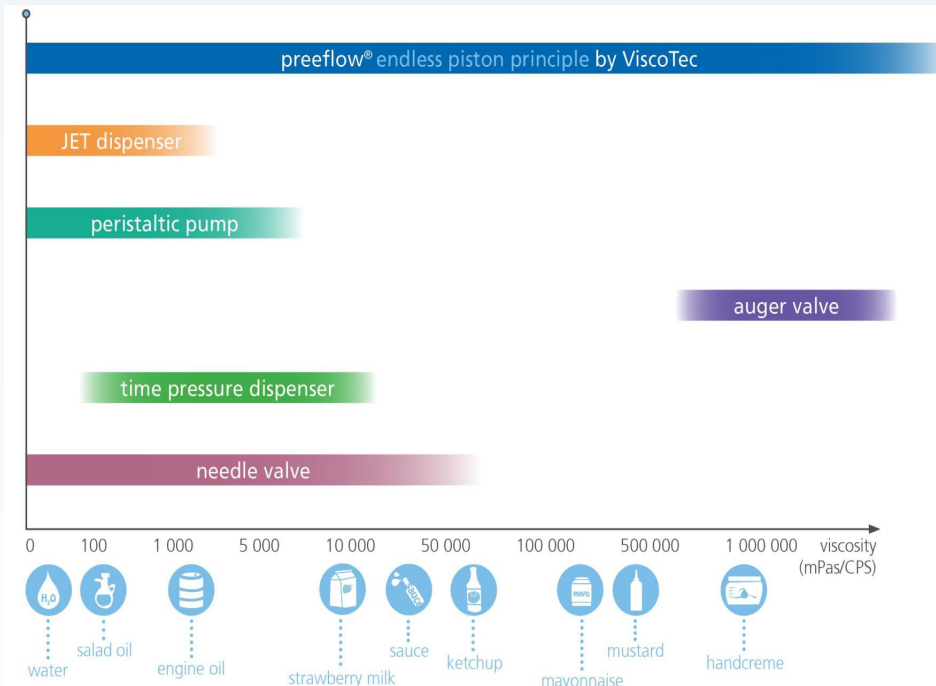 preeflow® endless piston principle by ViscoTec
JET dispenser
peristaltic pump
auger valve
time pressure dispenser
needle valve
0 100 1 000 5 000 10 000 50 000 100 000 500 000 1 000 000 viscosity
(mPas/CPS)
H₂O
sauce
MAYO
water
salad oil
engine oil
strawberry milk
sauce
ketchup
mayonnaise
mustard
handcreme